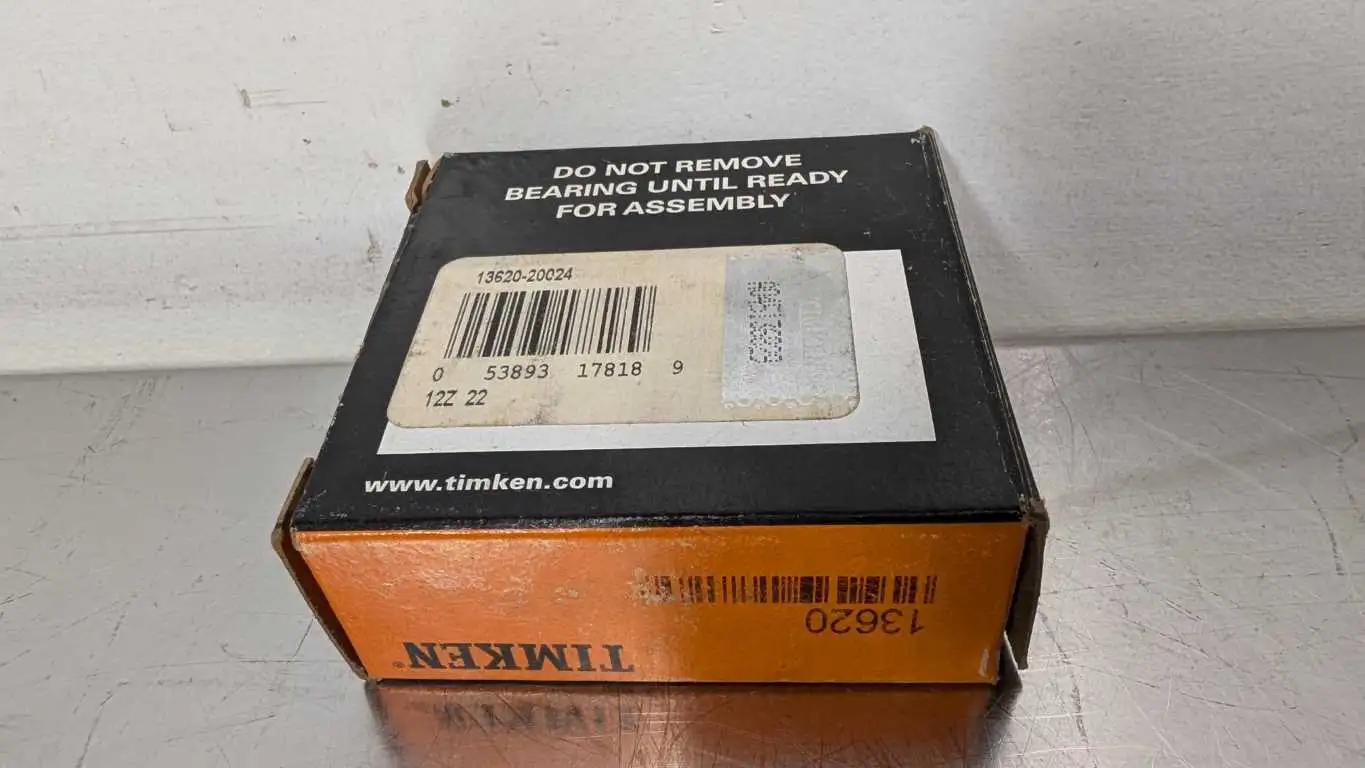 DO NOT REMOVE
BEARING UNTIL READY
FOR ASSEMBLY
13620-20024
0 53893 17818 9
12Z 22
www.timken.com
13620
TIMKEN®